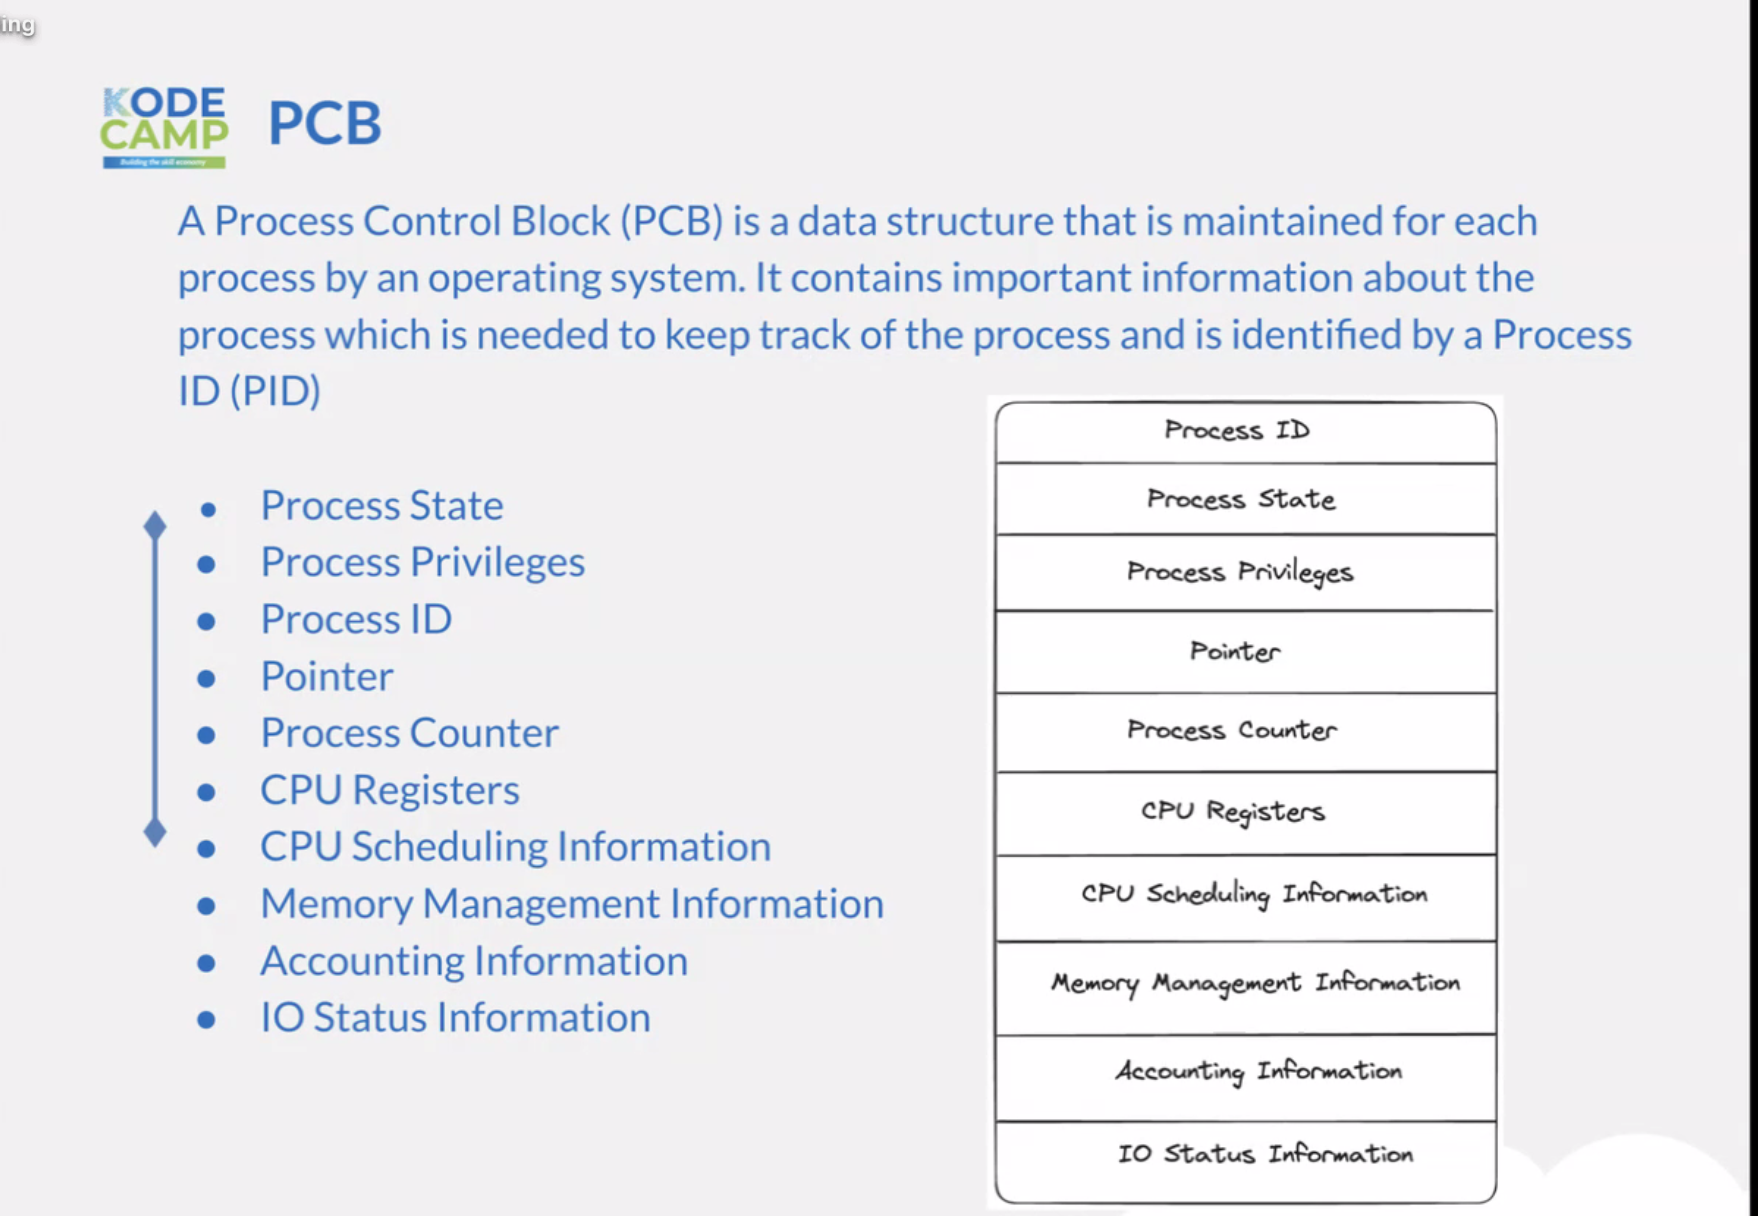 ing
KODE
CAMP
Building the skill economy
PCB
A Process Control Block (PCB) is a data structure that is maintained for each
process by an operating system. It contains important information about the
process which is needed to keep track of the process and is identified by a Process
ID (PID)
Process State
Process Privileges
Process ID
Pointer
Process Counter
CPU Registers
CPU Scheduling Information
Memory Management Information
Accounting Information
IO Status Information
Process ID
Process State
Process Privileges
Pointer
Process Counter
CPU Registers
CPU Scheduling Information
Memory Management Information
Accounting Information
IO Status Information